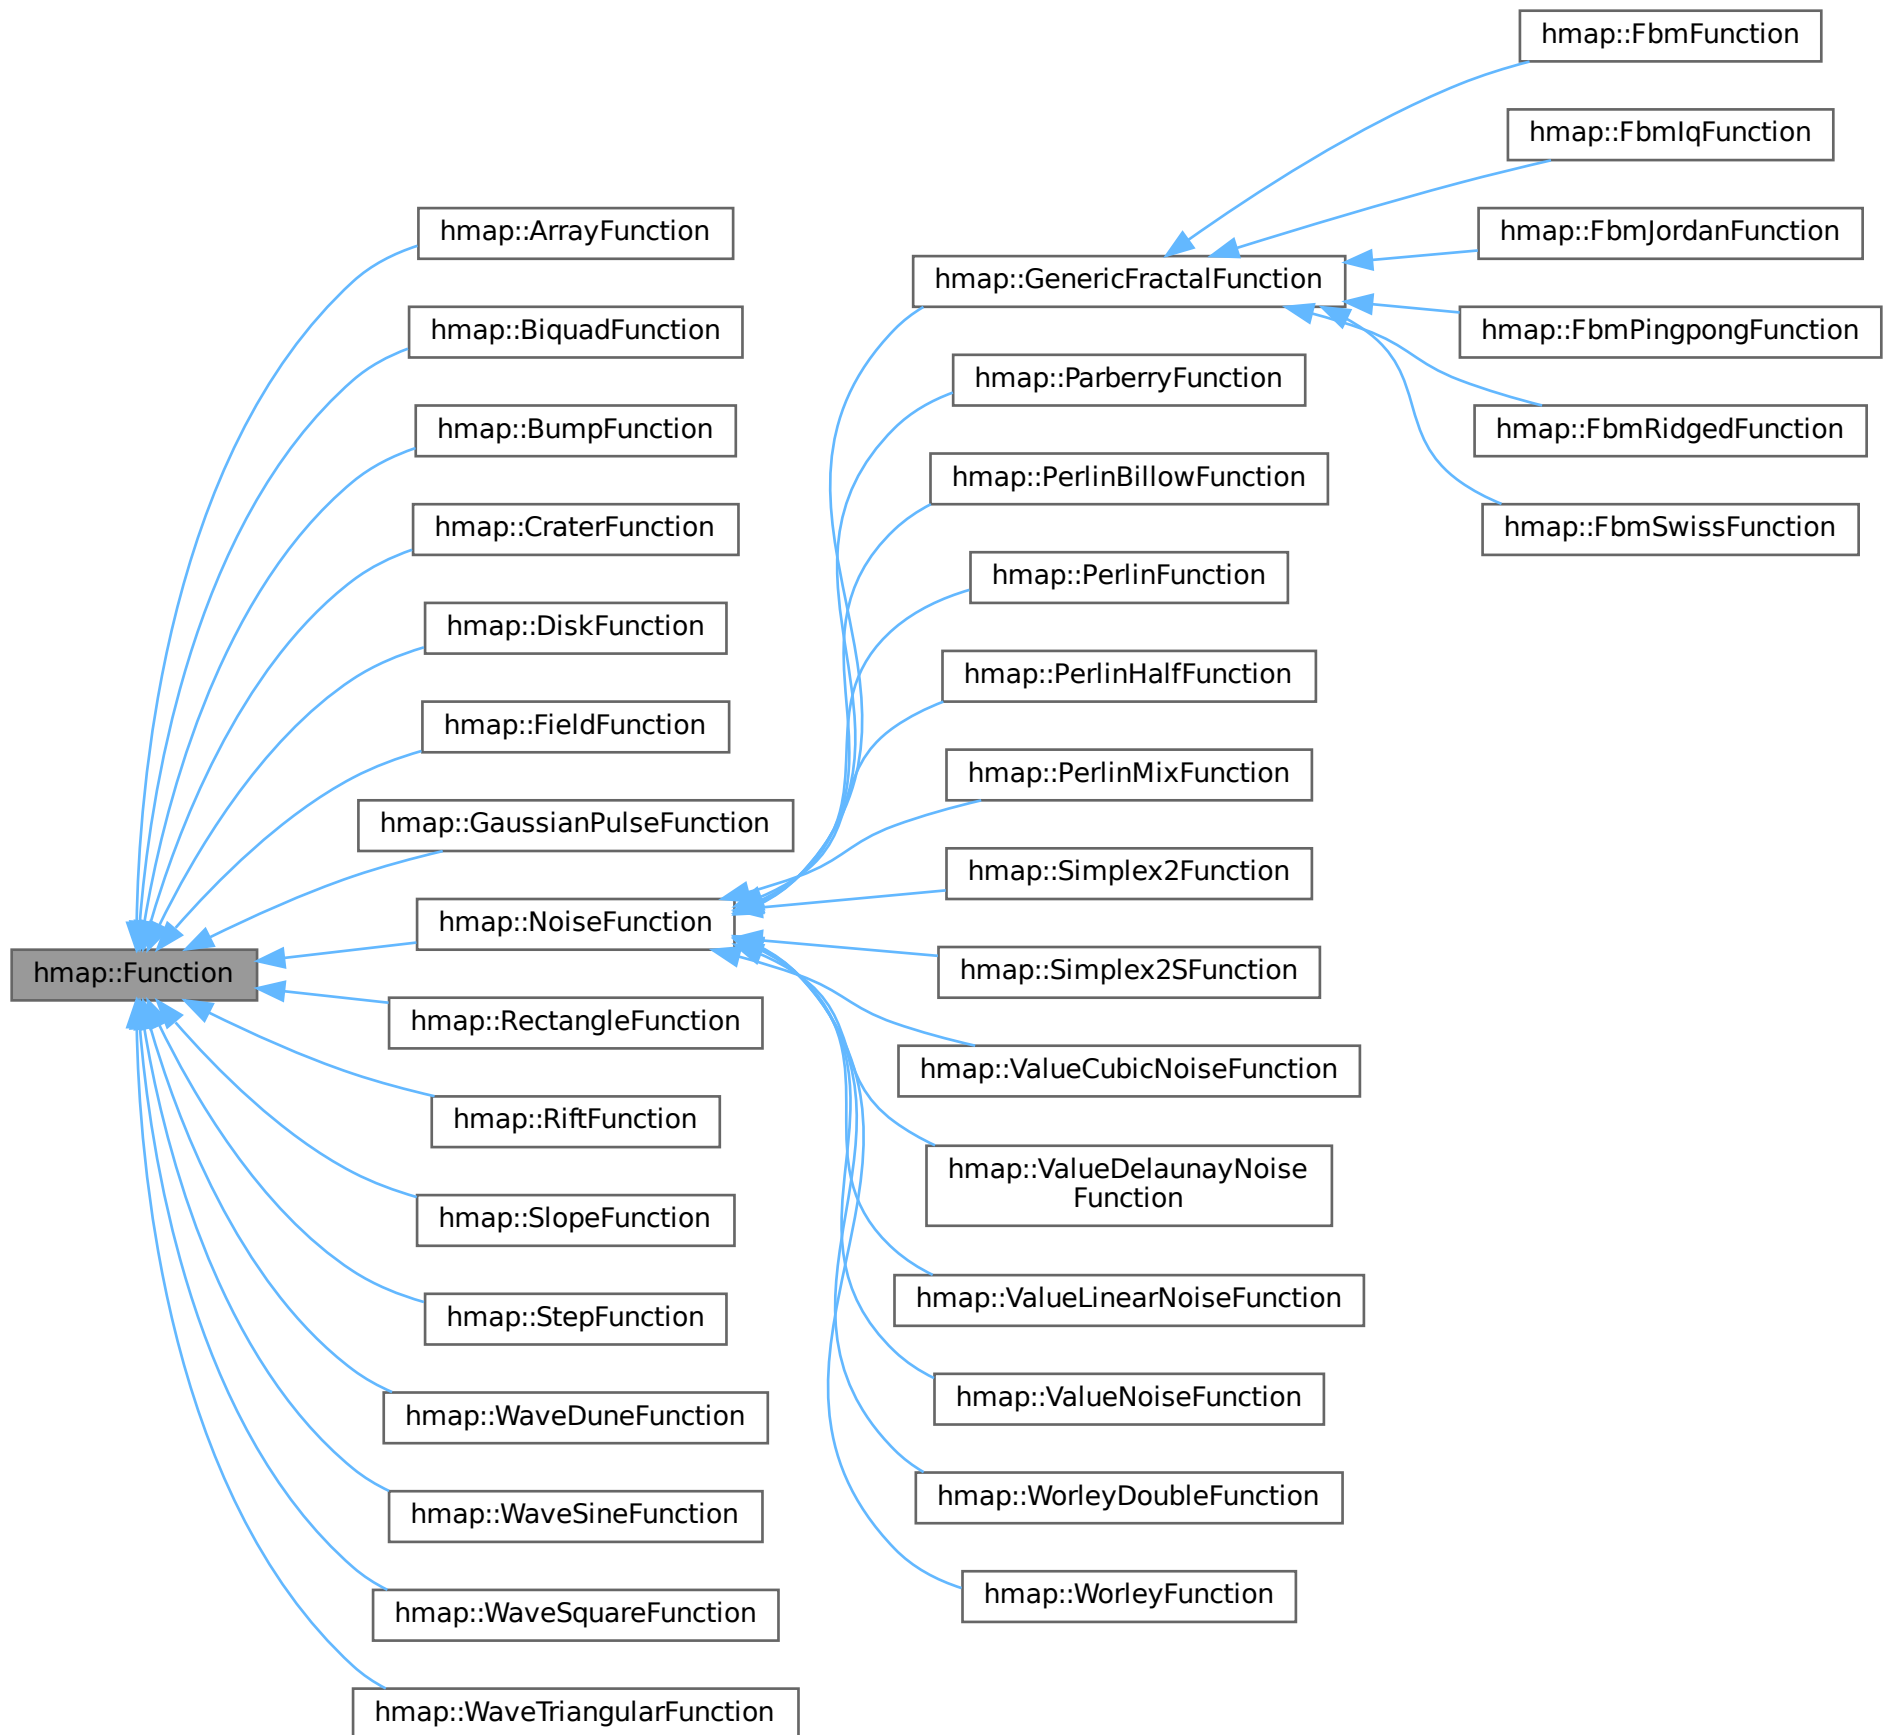 hmap::Function
hmap::ArrayFunction
hmap::BiquadFunction
hmap::BumpFunction
hmap::CraterFunction
hmap::DiskFunction
hmap::FieldFunction
hmap::GaussianPulseFunction
hmap::NoiseFunction
hmap::RectangleFunction
hmap::RiftFunction
hmap::SlopeFunction
hmap::StepFunction
hmap::WaveDuneFunction
hmap::WaveSineFunction
hmap::WaveSquareFunction
hmap::WaveTriangularFunction
hmap::GenericFractalFunction
hmap::ParberryFunction
hmap::PerlinBillowFunction
hmap::PerlinFunction
hmap::PerlinHalfFunction
hmap::PerlinMixFunction
hmap::Simplex2Function
hmap::Simplex2SFunction
hmap::ValueCubicNoiseFunction
hmap::ValueDelaunayNoise
Function
hmap::ValueLinearNoiseFunction
hmap::ValueNoiseFunction
hmap::WorleyDoubleFunction
hmap::WorleyFunction
hmap::FbmFunction
hmap::FbmIqFunction
hmap::FbmJordanFunction
hmap::FbmPingpongFunction
hmap::FbmRidgedFunction
hmap::FbmSwissFunction